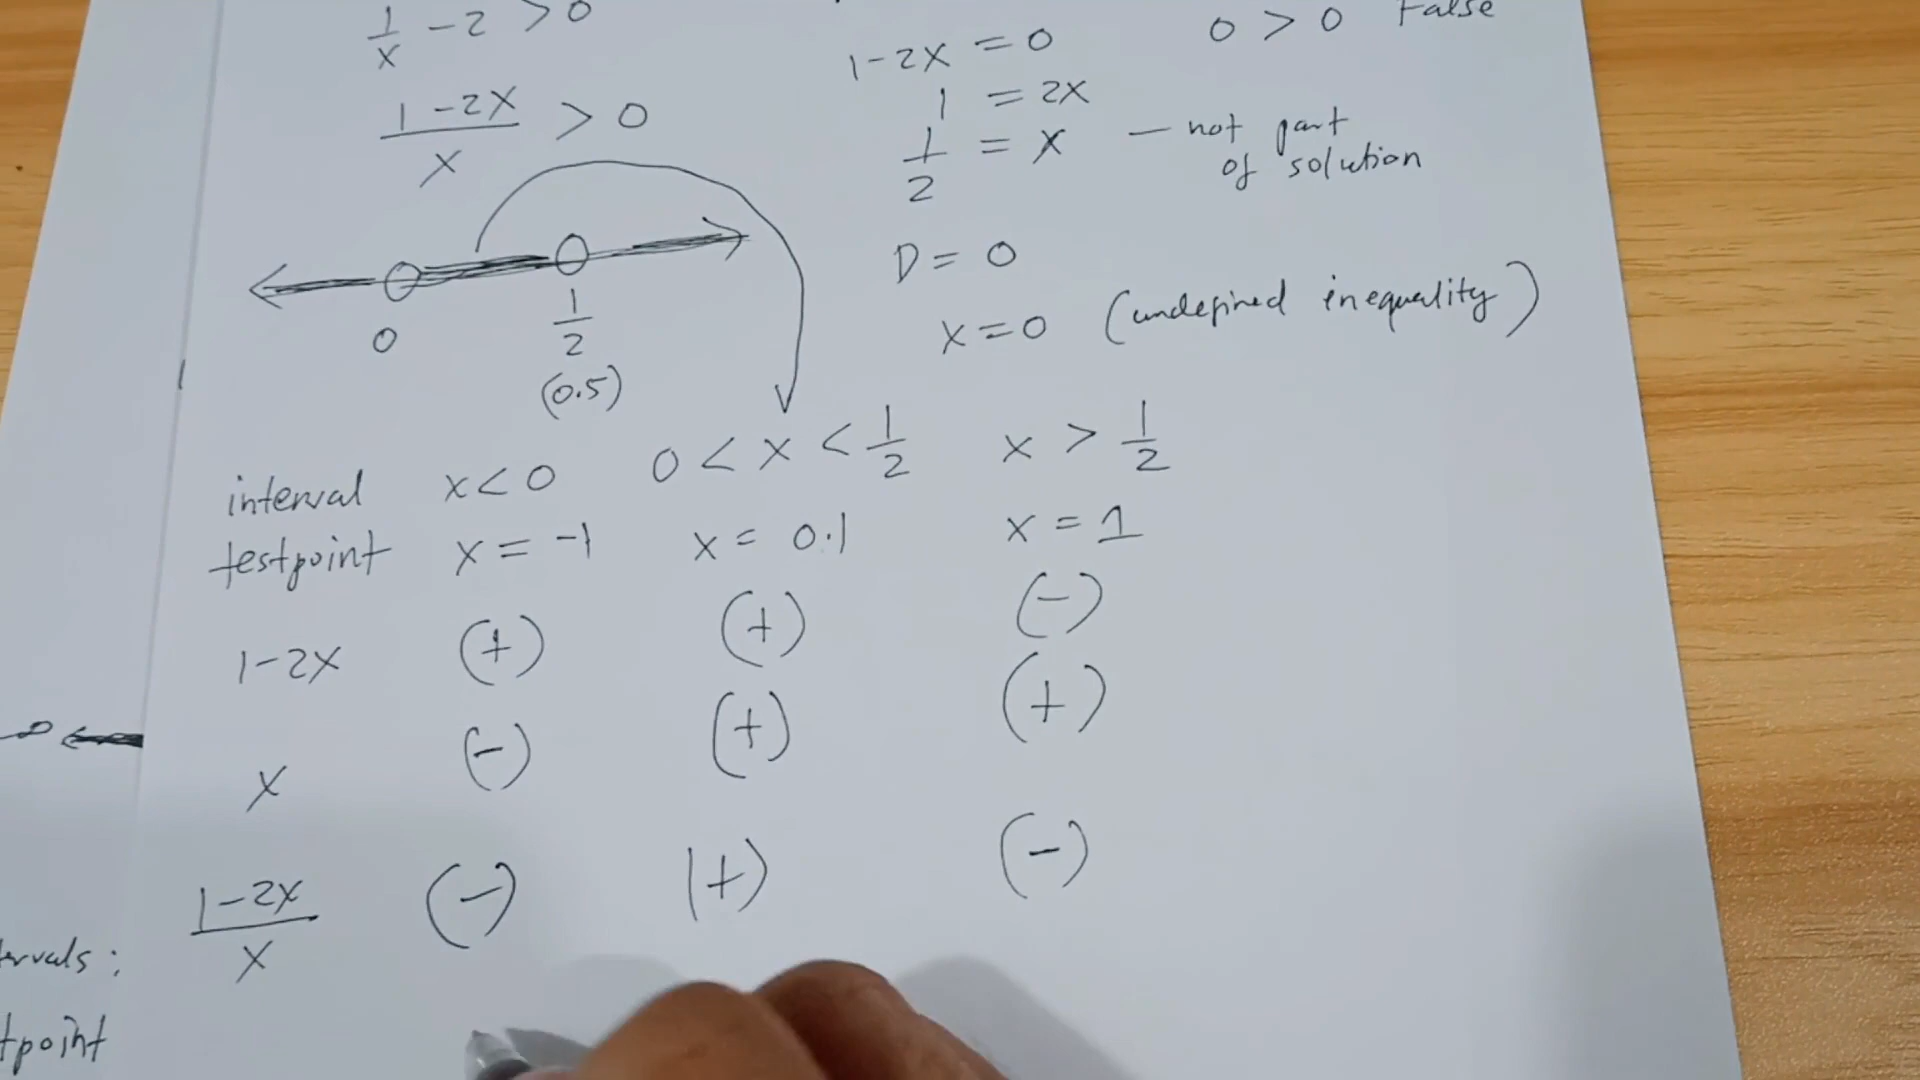 1/x - 2 > 0
(1-2x)/x > 0
0
1/2
(0.5)
1-2x = 0
1 = 2x
1/2 = x — not part
of solution
0 > 0 False
D = 0
x = 0 (undefined inequality)
interval x<0 0 < x < 1/2 x > 1/2
testpoint x = -1 x = 0.1 x = 1
1-2x (+) (+) (-)
x (-) (+) (+)
(1-2x)/x (-) (+) (-)